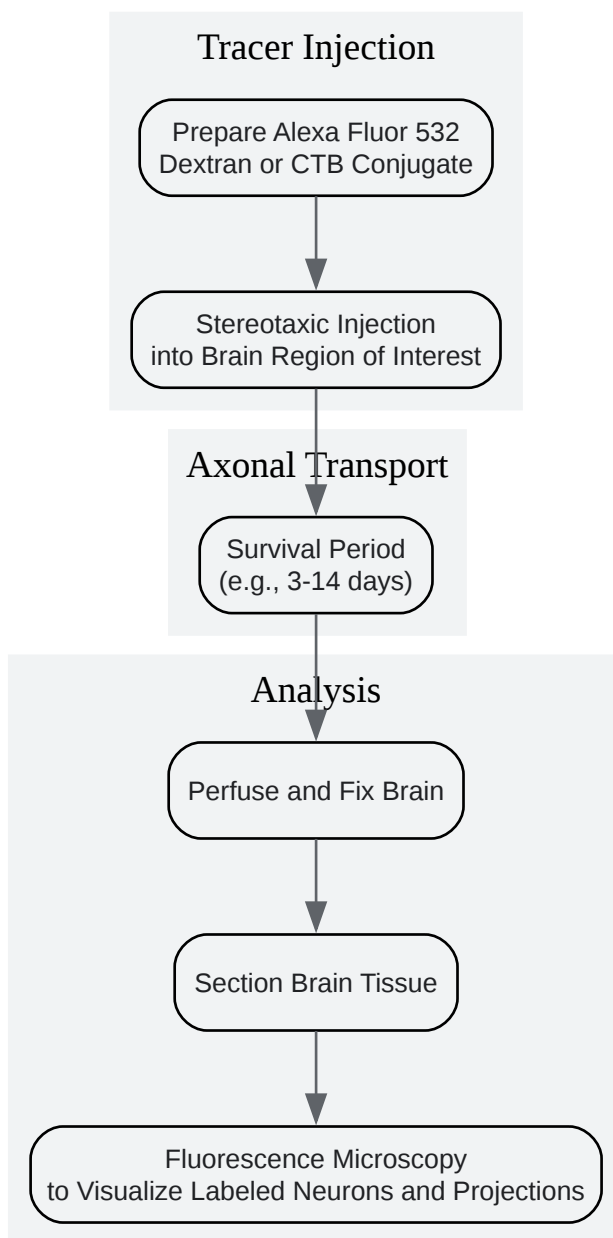 Tracer Injection
Prepare Alexa Fluor 532
Dextran or CTB Conjugate
Stereotaxic Injection
into Brain Region of Interest
Axonal Transport
Survival Period
(e.g., 3-14 days)
Analysis
Perfuse and Fix Brain
Section Brain Tissue
Fluorescence Microscopy
to Visualize Labeled Neurons and Projections